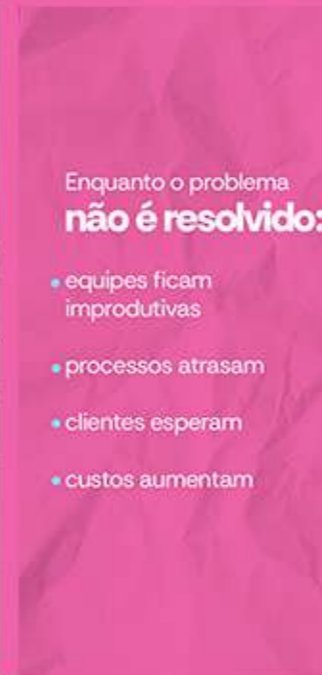 Enquanto o problema
não é resolvido:
equipes ficam
improdutivas
processos atrasam
clientes esperam
custos aumentam